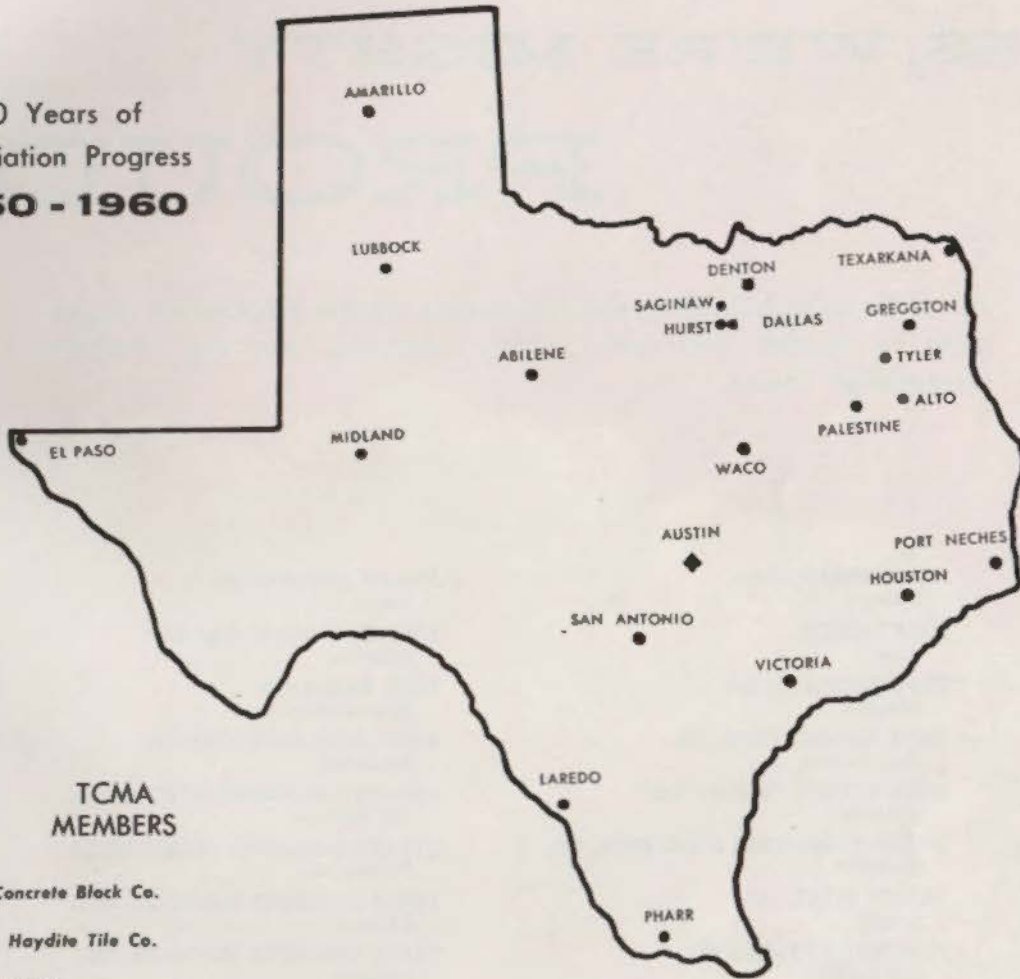 0 Years of
iation Progress
60 - 1960
AMARILLO
LUBBOCK
DENTON
TEXARKANA
SAGINAW
GREGGTON
HURST DALLAS
ABILENE
TYLER
ALTO
PALESTINE
EL PASO
MIDLAND
WACO
AUSTIN
PORT NECHES
HOUSTON
SAN ANTONIO
VICTORIA
LAREDO
PHARR
TCMA
MEMBERS
Concrete Block Co.
Haydite Tile Co.